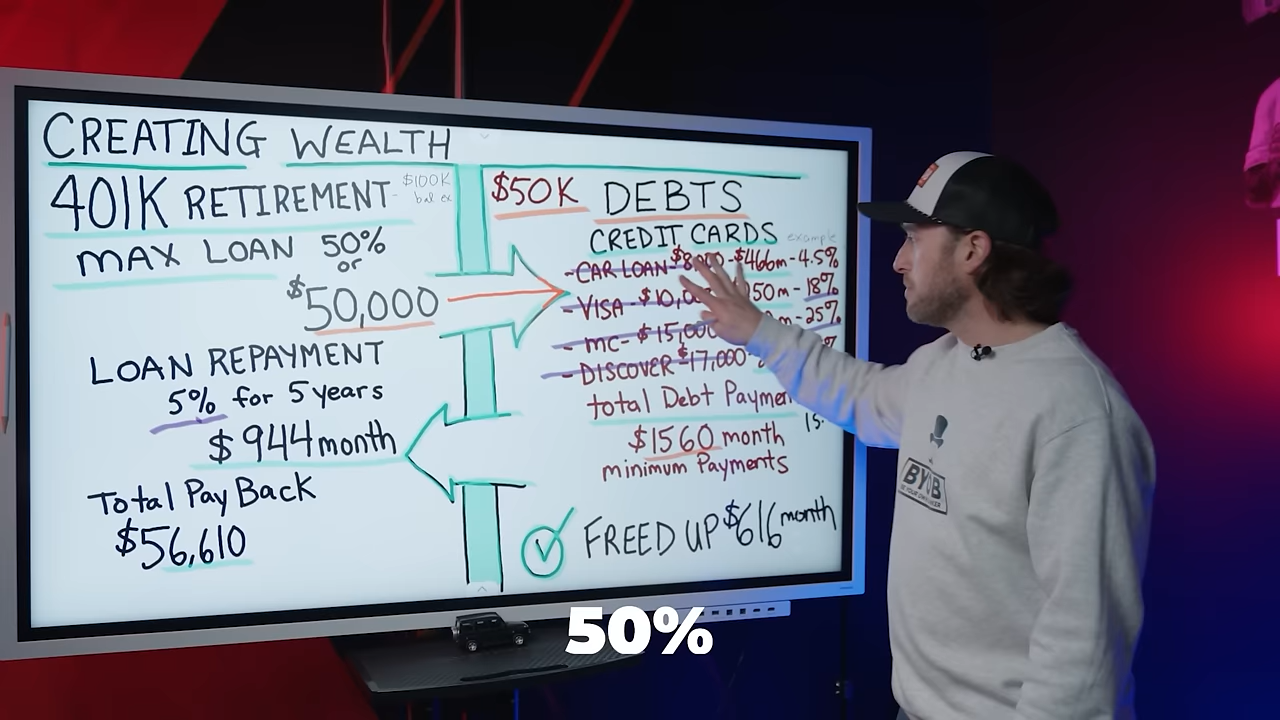 CREATING WEALTH
401K RETIREMENT - $100K bal ex
MAX LOAN 50%
or
$50,000
LOAN REPAYMENT
5% for 5 years
$944 month
Total Pay Back
$56,610
$50K DEBTS
CREDIT CARDS example
- CAR LOAN - $8, - $466m - 4.5%
- VISA - $10, 50m - 18%
- MC - $15,000 m - 25%
- DISCOVER - $17,000 - %
total Debt Paymen
15.
$1560 month
minimum Payments
FREED UP $616 month
BYOB
50%